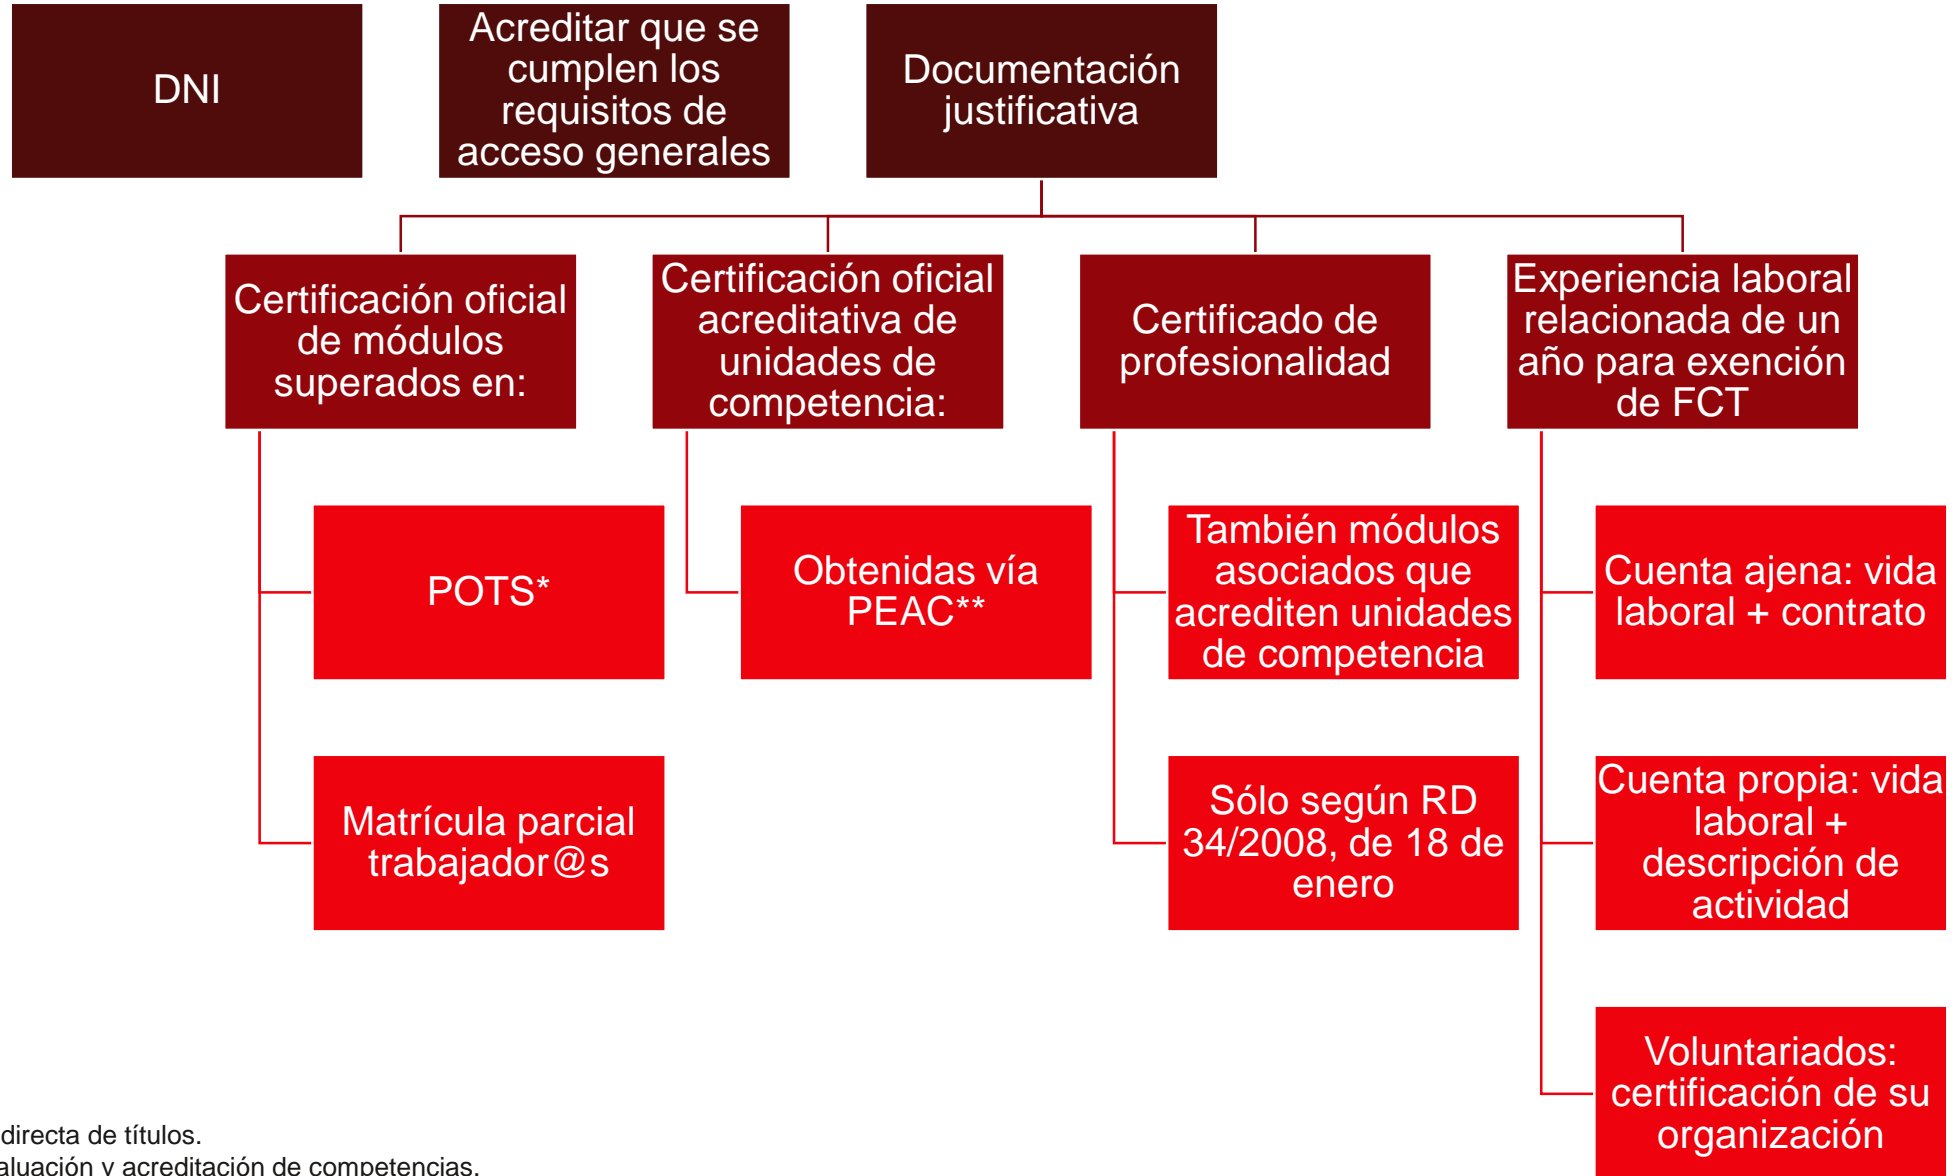 DNI
Acreditar que se
cumplen los
requisitos de
acceso generales
Documentación
justificativa
Certificación oficial
de módulos
superados en:
Certificación oficial
acreditativa de
unidades de
competencia:
Certificado de
profesionalidad
Experiencia laboral
relacionada de un
año para exención
de FCT
POTS*
Matrícula parcial
trabajador@s
Obtenidas vía
PEAC**
También módulos
asociados que
acrediten unidades
de competencia
Sólo según RD
34/2008, de 18 de
enero
Cuenta ajena: vida
laboral + contrato
Cuenta propia: vida
laboral +
descripción de
actividad
Voluntariados:
certificación de su
organización
directa de títulos.
aluación y acreditación de competencias.